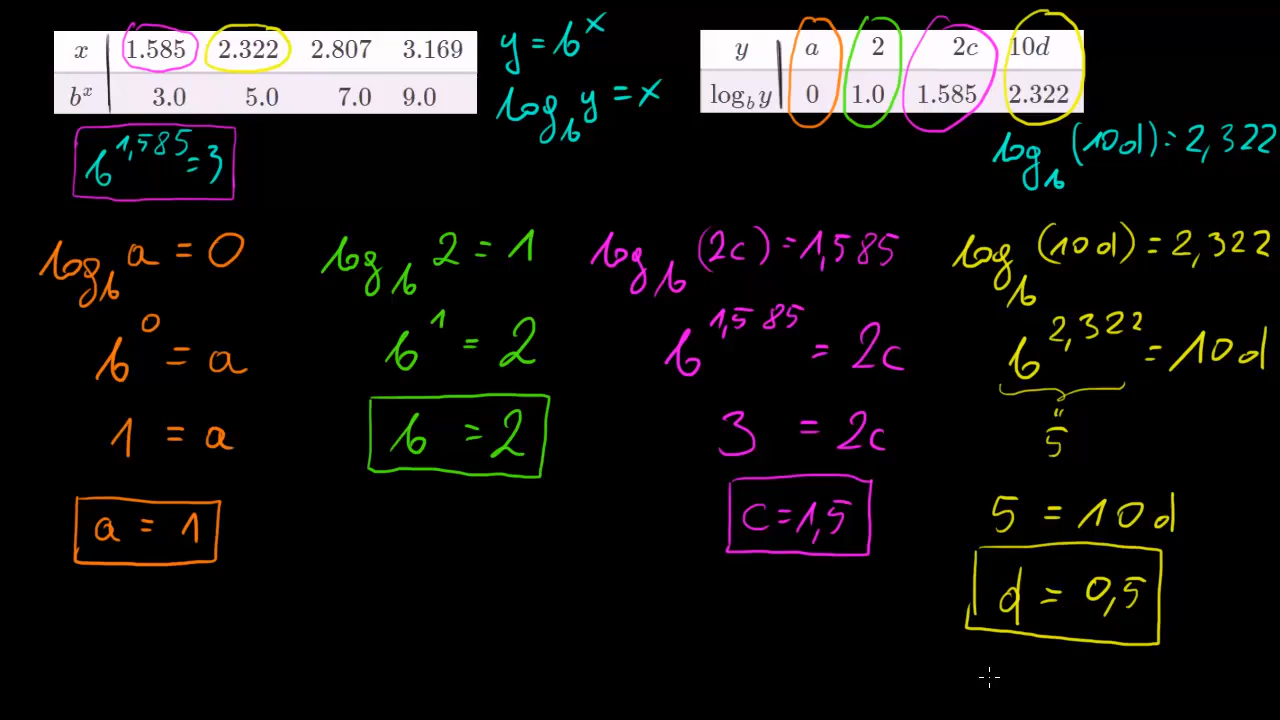 x 1.585 2.322 2.807 3.169
bˣ 3.0 5.0 7.0 9.0
y = bˣ
log_b y = x
y a 2 2c 10d
log_b y 0 1.0 1.585 2.322
b^1,585 = 3
log_b (10d) = 2,322
log_b a = 0
b^0 = a
1 = a
a = 1
log_b 2 = 1
b^1 = 2
b = 2
log_b (2c) = 1,585
b^1,585 = 2c
3 = 2c
c = 1,5
log_b (10d) = 2,322
b^2,322 = 10d
"
5
5 = 10d
d = 0,5